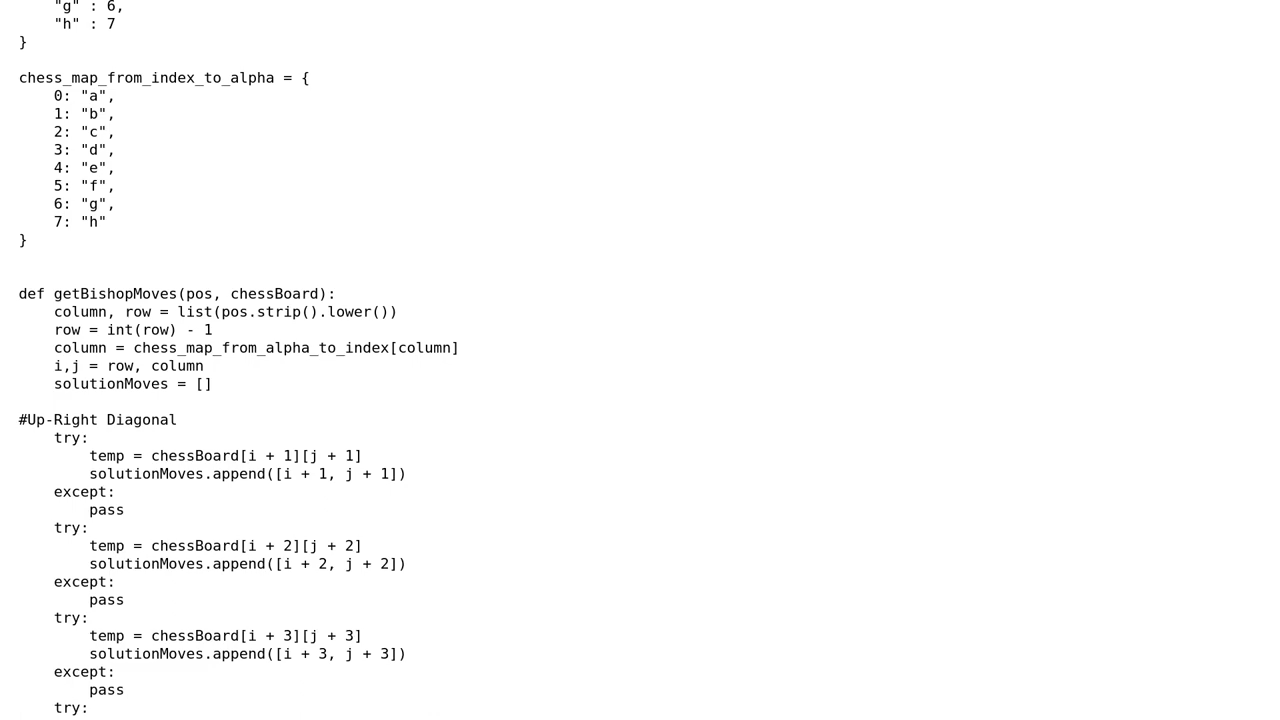 "g" : 6,
    "h" : 7
}

chess_map_from_index_to_alpha = {
    0: "a",
    1: "b",
    2: "c",
    3: "d",
    4: "e",
    5: "f",
    6: "g",
    7: "h"
}


def getBishopMoves(pos, chessBoard):
    column, row = list(pos.strip().lower())
    row = int(row) - 1
    column = chess_map_from_alpha_to_index[column]
    i,j = row, column
    solutionMoves = []

#Up-Right Diagonal
    try:
        temp = chessBoard[i + 1][j + 1]
        solutionMoves.append([i + 1, j + 1])
    except:
        pass
    try:
        temp = chessBoard[i + 2][j + 2]
        solutionMoves.append([i + 2, j + 2])
    except:
        pass
    try:
        temp = chessBoard[i + 3][j + 3]
        solutionMoves.append([i + 3, j + 3])
    except:
        pass
    try: